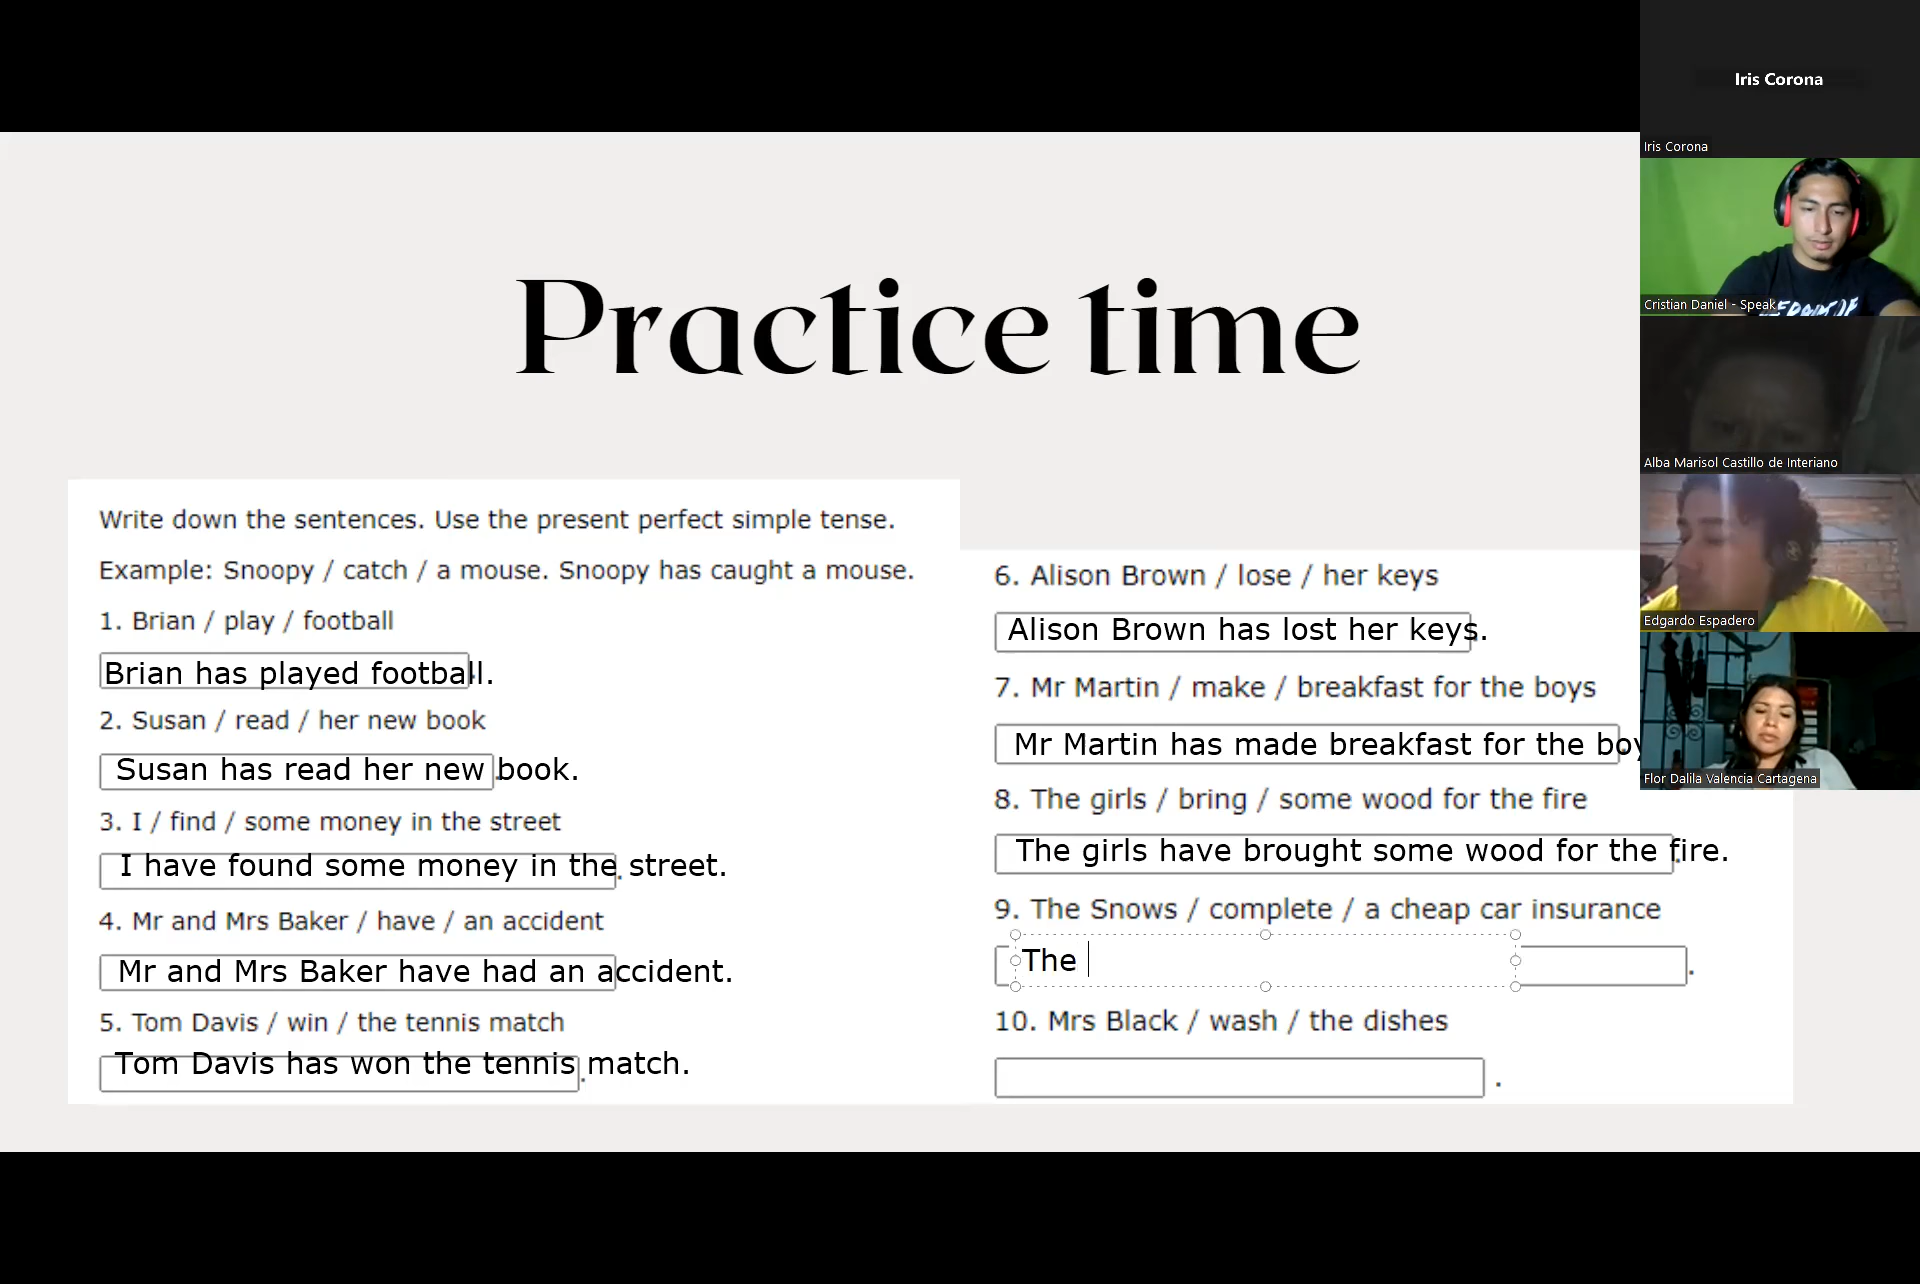 Practice time
Write down the sentences. Use the present perfect simple tense.
Example: Snoopy / catch / a mouse. Snoopy has caught a mouse.
1. Brian / play / football
Brian has played football.
2. Susan / read / her new book
Susan has read her new book.
3. I / find / some money in the street
I have found some money in the street.
4. Mr and Mrs Baker / have / an accident
Mr and Mrs Baker have had an accident.
5. Tom Davis / win / the tennis match
Tom Davis has won the tennis match.
6. Alison Brown / lose / her keys
Alison Brown has lost her keys.
7. Mr Martin / make / breakfast for the boys
Mr Martin has made breakfast for the
8. The girls / bring / some wood for the fire
The girls have brought some wood for the fire.
9. The Snows / complete / a cheap car insurance
The
.
10. Mrs Black / wash / the dishes
.
Iris Corona
Iris Corona
Cristian Daniel - Speak
Alba Marisol Castillo de Interiano
Edgardo Espadero
Flor Dalila Valencia Cartagena